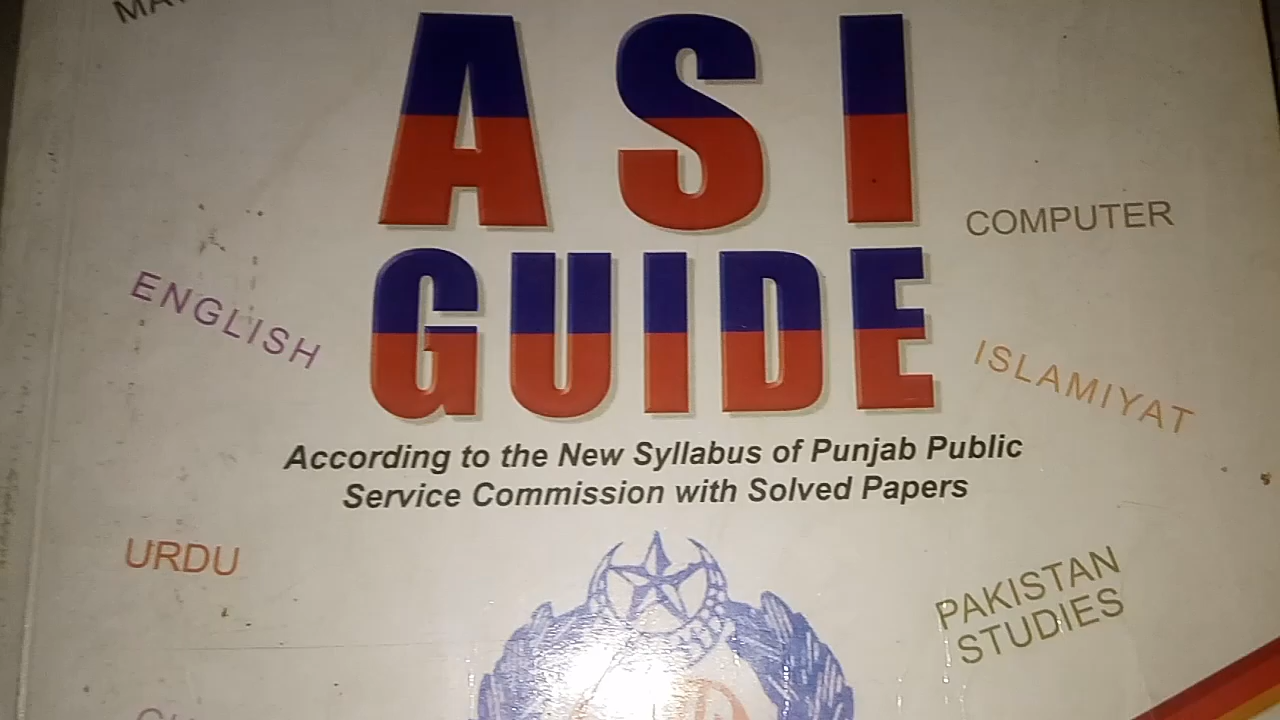 ASI
GUIDE
COMPUTER
ENGLISH
ISLAMIYAT
According to the New Syllabus of Punjab Public
Service Commission with Solved Papers
URDU
PAKISTAN
STUDIES